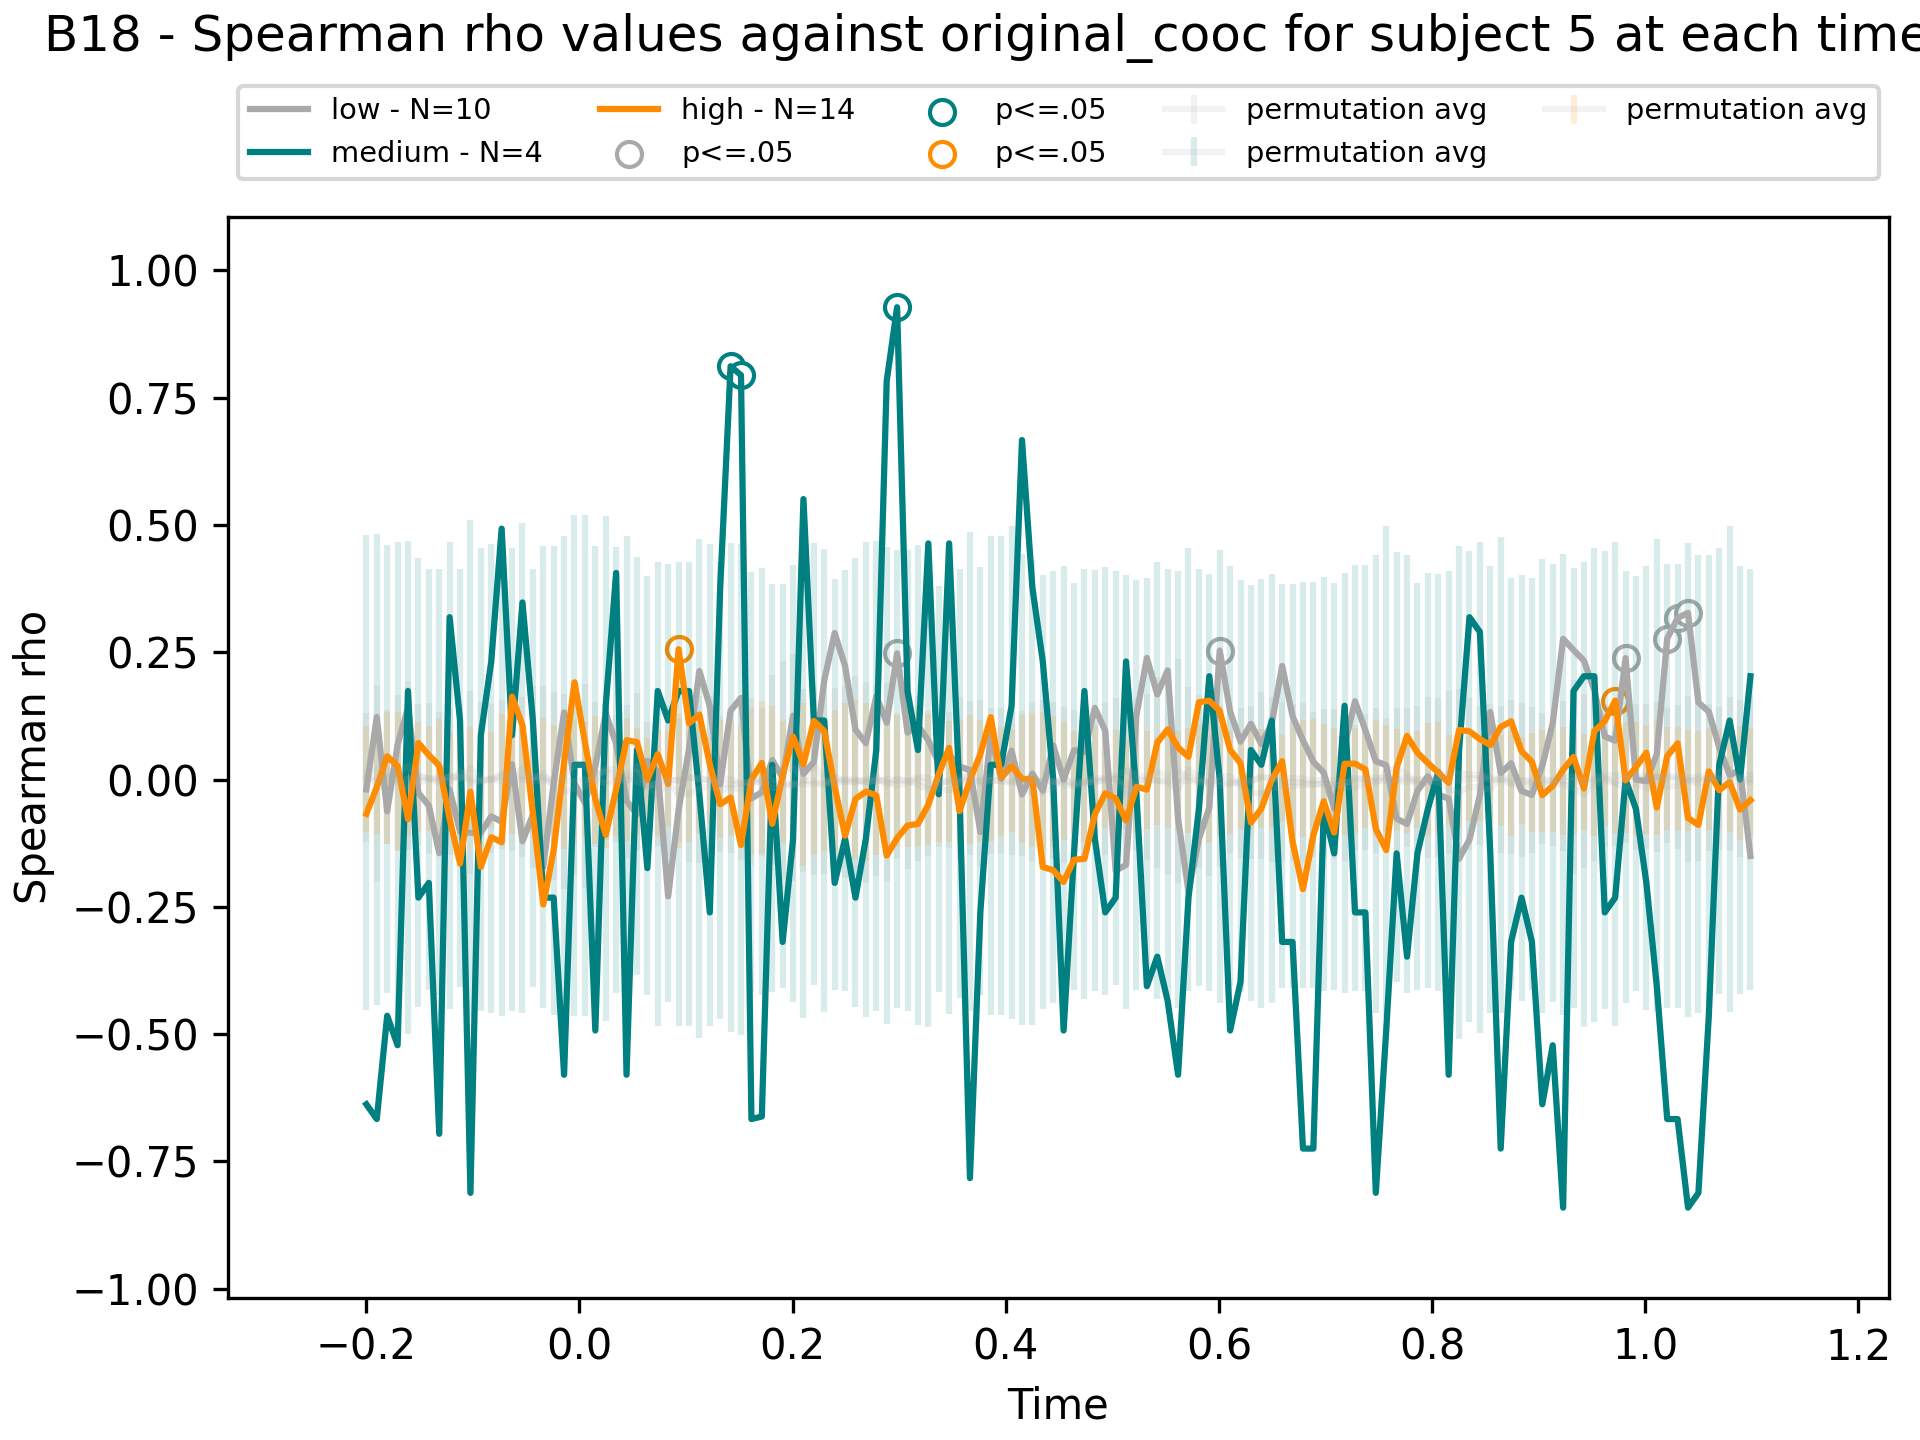 B18 - Spearman rho values against original_cooc for subject 5 at each time
low - N=10
medium - N=4
high - N=14
p<=.05
p<=.05
p<=.05
permutation avg
permutation avg
permutation avg
1.00
0.75
0.50
0.25
0.00
−0.25
−0.50
−0.75
−1.00
Spearman rho
−0.2 0.0 0.2 0.4 0.6 0.8 1.0 1.2
Time